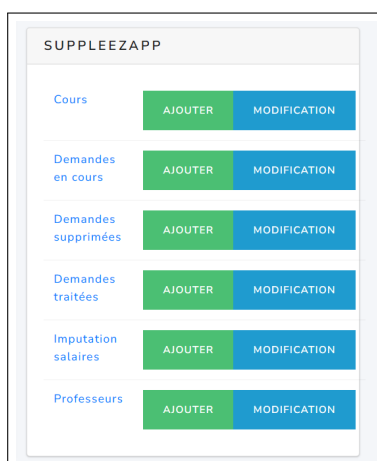 SUPPLEEZAPP
Cours
AJOUTER MODIFICATION
Demandes
en cours
AJOUTER MODIFICATION
Demandes
supprimées
AJOUTER MODIFICATION
Demandes
traitées
AJOUTER MODIFICATION
Imputation
salaires
AJOUTER MODIFICATION
Professeurs
AJOUTER MODIFICATION